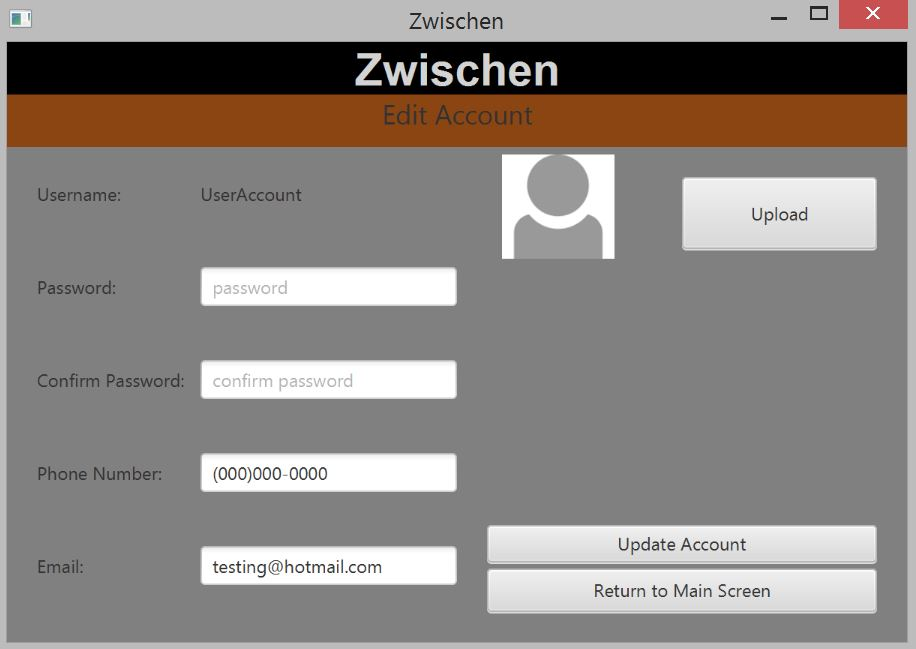 Zwischen
Zwischen
Edit Account
Username: UserAccount
Upload
Password: password
Confirm Password: confirm password
Phone Number: (000)000-0000
Update Account
Email: testing@hotmail.com
Return to Main Screen